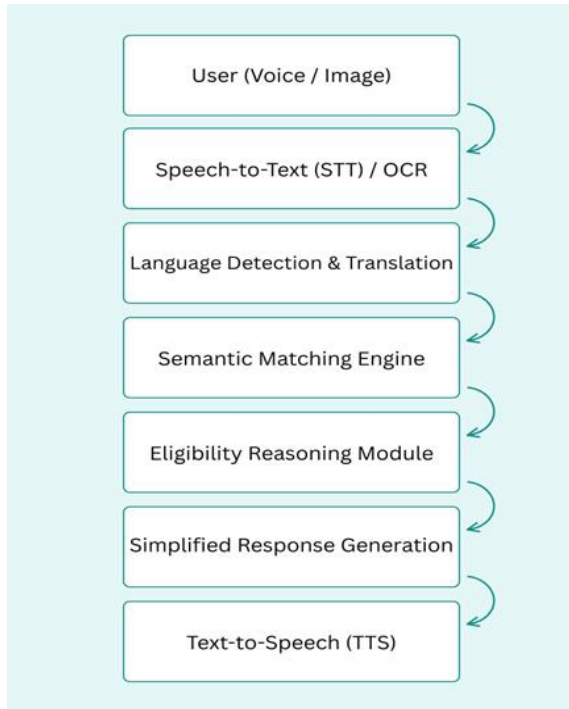 User (Voice / Image)
Speech-to-Text (STT) / OCR
Language Detection & Translation
Semantic Matching Engine
Eligibility Reasoning Module
Simplified Response Generation
Text-to-Speech (TTS)